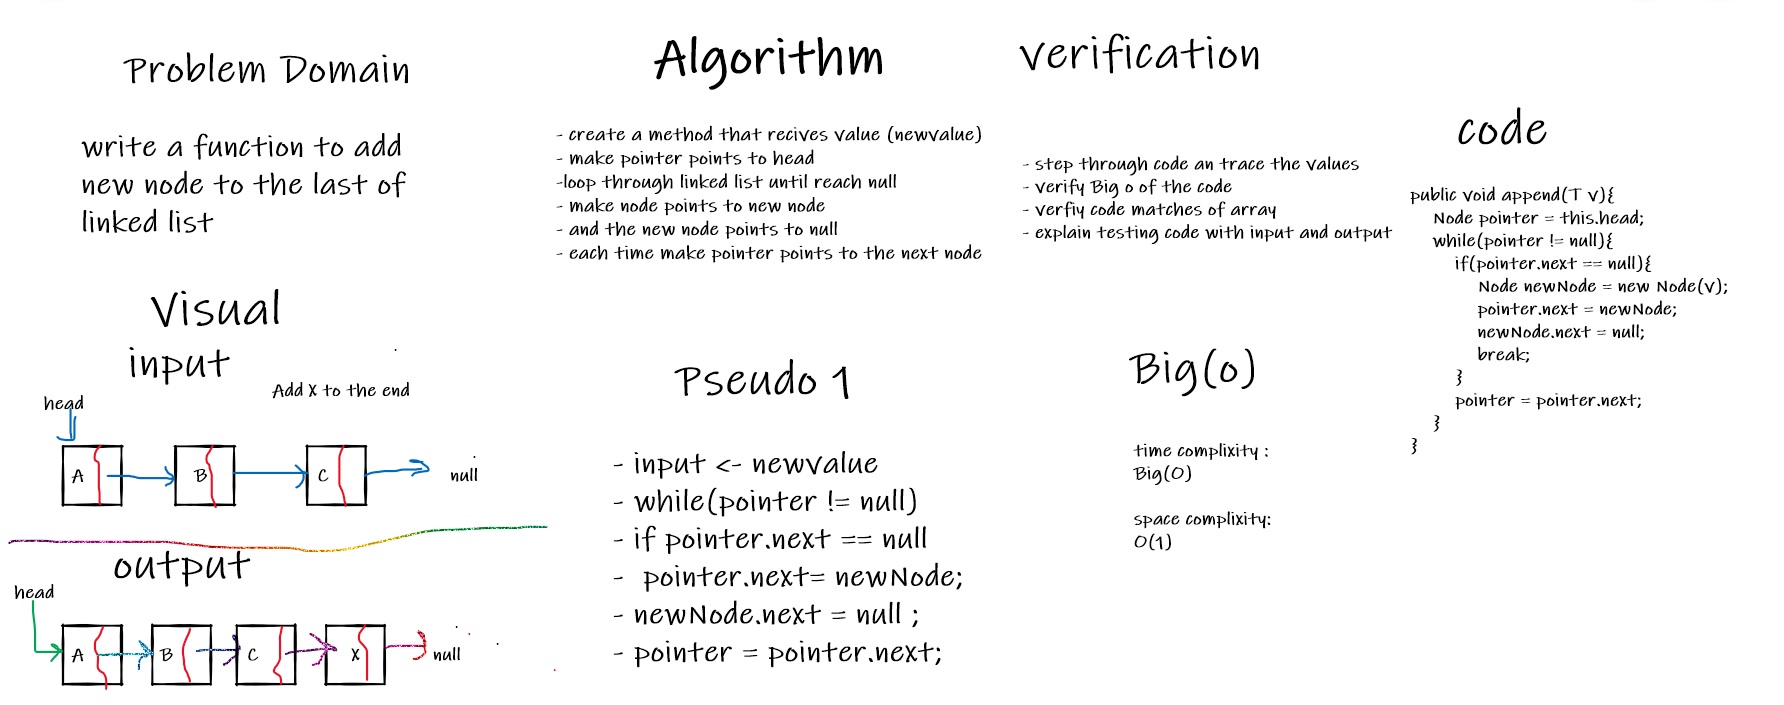 Problem Domain
write a function to add
new node to the last of
linked list
Visual
input
Add X to the end
head
A
B
C
null
output
head
A
B
C
X
null
Algorithm
- create a method that recives value (newvalue)
- make pointer points to head
-loop through linked list until reach null
- make node points to new node
- and the new node points to null
- each time make pointer points to the next node
Pseudo 1
- input <- newvalue
- while(pointer != null)
- if pointer.next == null
- pointer.next= newNode;
- newNode.next = null ;
- pointer = pointer.next;
verification
- step through code an trace the values
- verify Big o of the code
- verfiy code matches of array
- explain testing code with input and output
Big(o)
time complixity :
Big(O)
space complixity:
O(1)
code
public void append(T v){
Node pointer = this.head;
while(pointer != null){
if(pointer.next == null){
Node newNode = new Node(v);
pointer.next = newNode;
newNode.next = null;
break;
}
pointer = pointer.next;
}
}